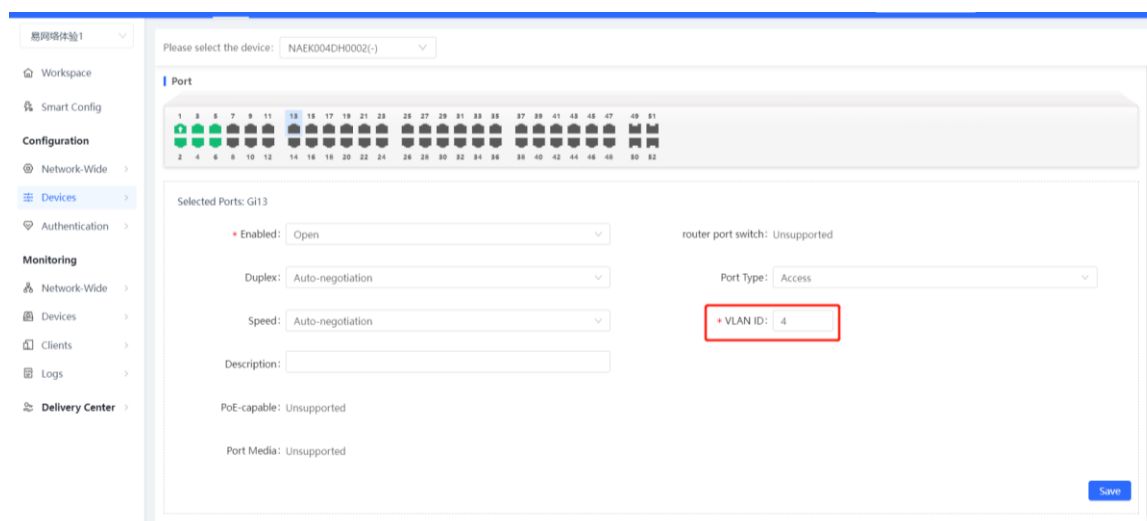 易网络体验1
Please select the device: NAEK004DH0002(-)
Workspace
Port
Smart Config
1 3 5 7 9 11 13 15 17 19 21 23 25 27 29 31 33 35 37 39 41 43 45 47 49 51
Configuration
2 4 6 8 10 12 14 16 18 20 22 24 26 28 30 32 34 36 38 40 42 44 46 48 50 52
Network-Wide
Devices
Selected Ports: Gi13
Authentication
* Enabled: Open
router port switch: Unsupported
Monitoring
Duplex: Auto-negotiation
Port Type: Access
Network-Wide
Devices
Speed: Auto-negotiation
* VLAN ID: 4
Clients
Description:
Logs
Delivery Center
PoE-capable: Unsupported
Port Media: Unsupported
Save